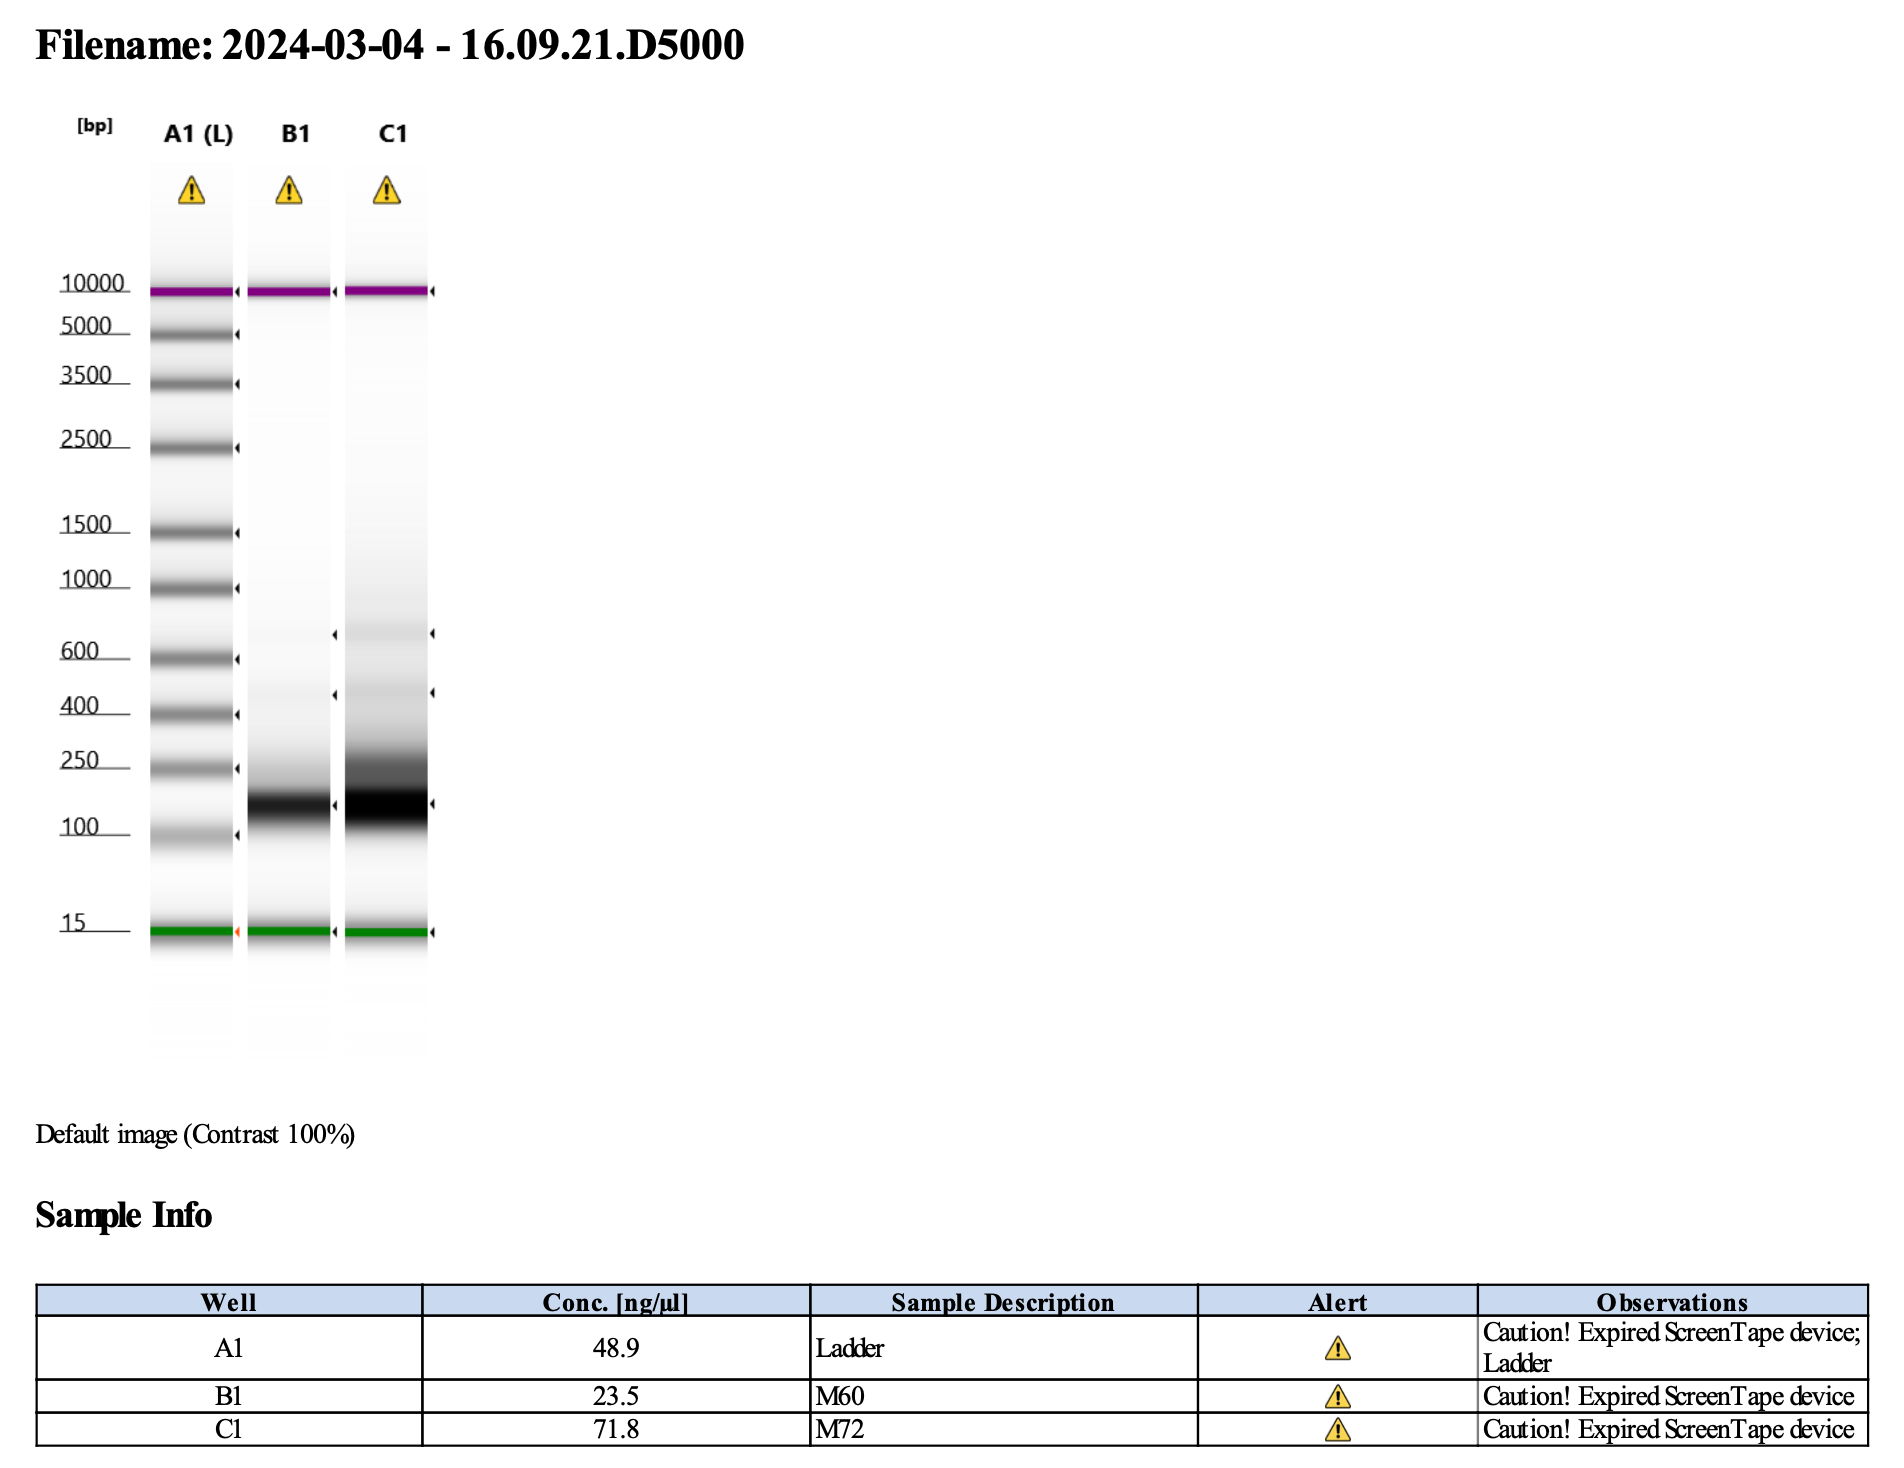 Filename: 2024-03-04 - 16.09.21.D5000
[bp] A1 (L) B1 C1
10000
5000
3500
2500
1500
1000
600
400
250
100
15
Default image (Contrast 100%)
Sample Info
Well Conc. [ng/µl] Sample Description Alert Observations
A1 48.9 Ladder Caution! Expired ScreenTape device;
Ladder
B1 23.5 M60 Caution! Expired ScreenTape device
C1 71.8 M72 Caution! Expired ScreenTape device